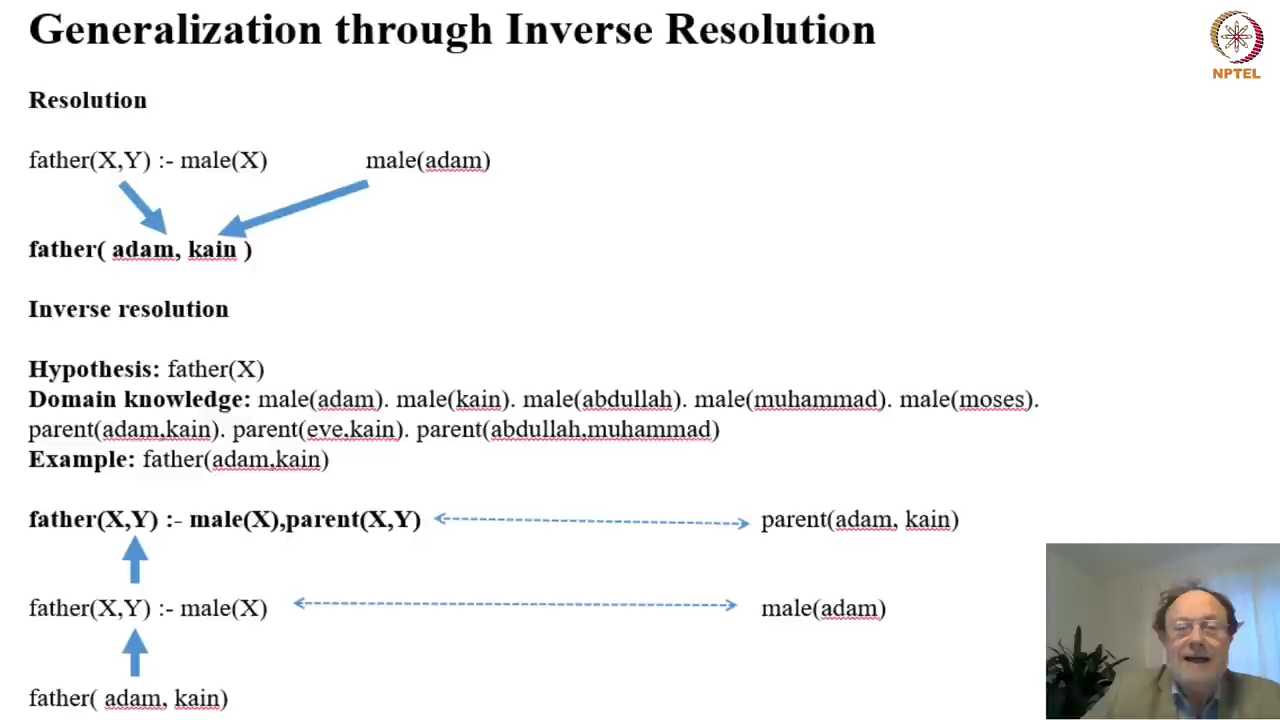 Generalization through Inverse Resolution
NPTEL
Resolution
father(X,Y) :- male(X) male(adam)
father( adam, kain )
Inverse resolution
Hypothesis: father(X)
Domain knowledge: male(adam). male(kain). male(abdullah). male(muhammad). male(moses).
parent(adam,kain). parent(eve,kain). parent(abdullah,muhammad)
Example: father(adam,kain)
father(X,Y) :- male(X),parent(X,Y) parent(adam, kain)
father(X,Y) :- male(X) male(adam)
father( adam, kain)